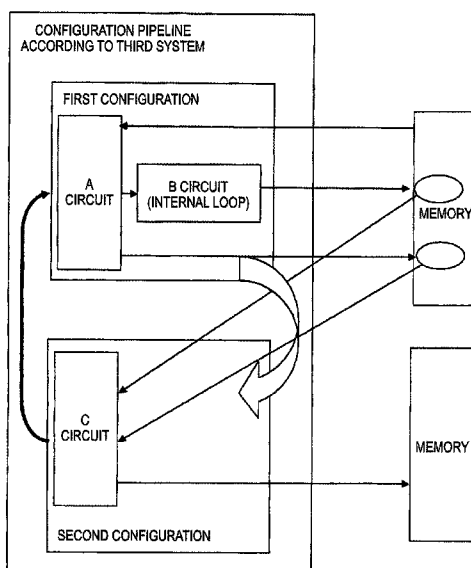 CONFIGURATION PIPELINE
ACCORDING TO THIRD SYSTEM
FIRST CONFIGURATION
A
CIRCUIT
B CIRCUIT
(INTERNAL LOOP)
MEMORY
C
CIRCUIT
MEMORY
SECOND CONFIGURATION